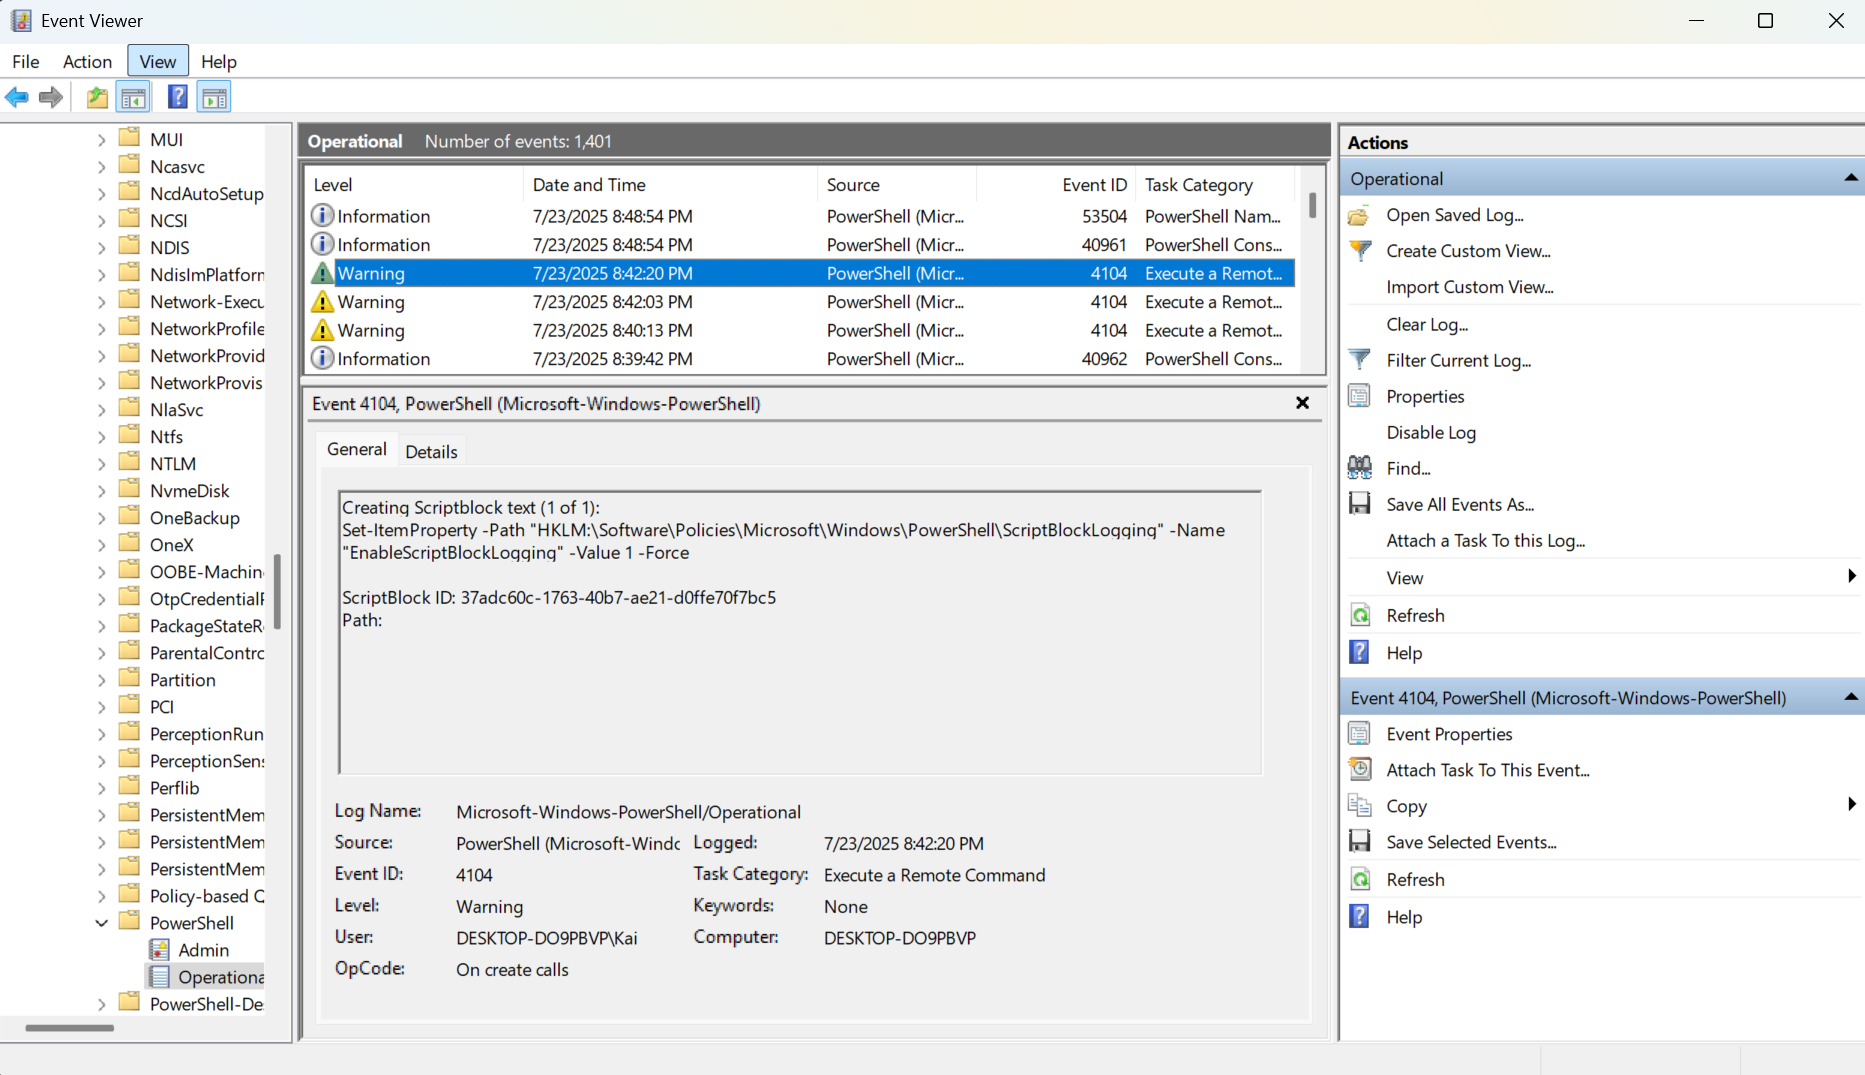 Event Viewer
File Action View Help
MUI
Ncasvc
NcdAutoSetup
NCSI
NDIS
NdisImPlatforn
Network-Execu
NetworkProfile
NetworkProvid
NetworkProvis
NlaSvc
Ntfs
NTLM
NvmeDisk
OneBackup
OneX
OOBE-Machin
OtpCredentialP
PackageStateR
ParentalContro
Partition
PCI
PerceptionRun
PerceptionSens
Perflib
PersistentMem
PersistentMem
PersistentMem
Policy-based Q
PowerShell
Admin
Operationa
PowerShell-De
Operational Number of events: 1,401
Level Date and Time Source Event ID Task Category
Information 7/23/2025 8:48:54 PM PowerShell (Micr... 53504 PowerShell Nam...
Information 7/23/2025 8:48:54 PM PowerShell (Micr... 40961 PowerShell Cons...
Warning 7/23/2025 8:42:20 PM PowerShell (Micr... 4104 Execute a Remot...
Warning 7/23/2025 8:42:03 PM PowerShell (Micr... 4104 Execute a Remot...
Warning 7/23/2025 8:40:13 PM PowerShell (Micr... 4104 Execute a Remot...
Information 7/23/2025 8:39:42 PM PowerShell (Micr... 40962 PowerShell Cons...
Event 4104, PowerShell (Microsoft-Windows-PowerShell)
General Details
Creating Scriptblock text (1 of 1):
Set-ItemProperty -Path "HKLM:\Software\Policies\Microsoft\Windows\PowerShell\ScriptBlockLogging" -Name
"EnableScriptBlockLogging" -Value 1 -Force
ScriptBlock ID: 37adc60c-1763-40b7-ae21-d0ffe70f7bc5
Path:
Log Name: Microsoft-Windows-PowerShell/Operational
Source: PowerShell (Microsoft-Windo Logged: 7/23/2025 8:42:20 PM
Event ID: 4104 Task Category: Execute a Remote Command
Level: Warning Keywords: None
User: DESKTOP-DO9PBVP\Kai Computer: DESKTOP-DO9PBVP
OpCode: On create calls
Actions
Operational
Open Saved Log...
Create Custom View...
Import Custom View...
Clear Log...
Filter Current Log...
Properties
Disable Log
Find...
Save All Events As...
Attach a Task To this Log...
View
Refresh
Help
Event 4104, PowerShell (Microsoft-Windows-PowerShell)
Event Properties
Attach Task To This Event...
Copy
Save Selected Events...
Refresh
Help